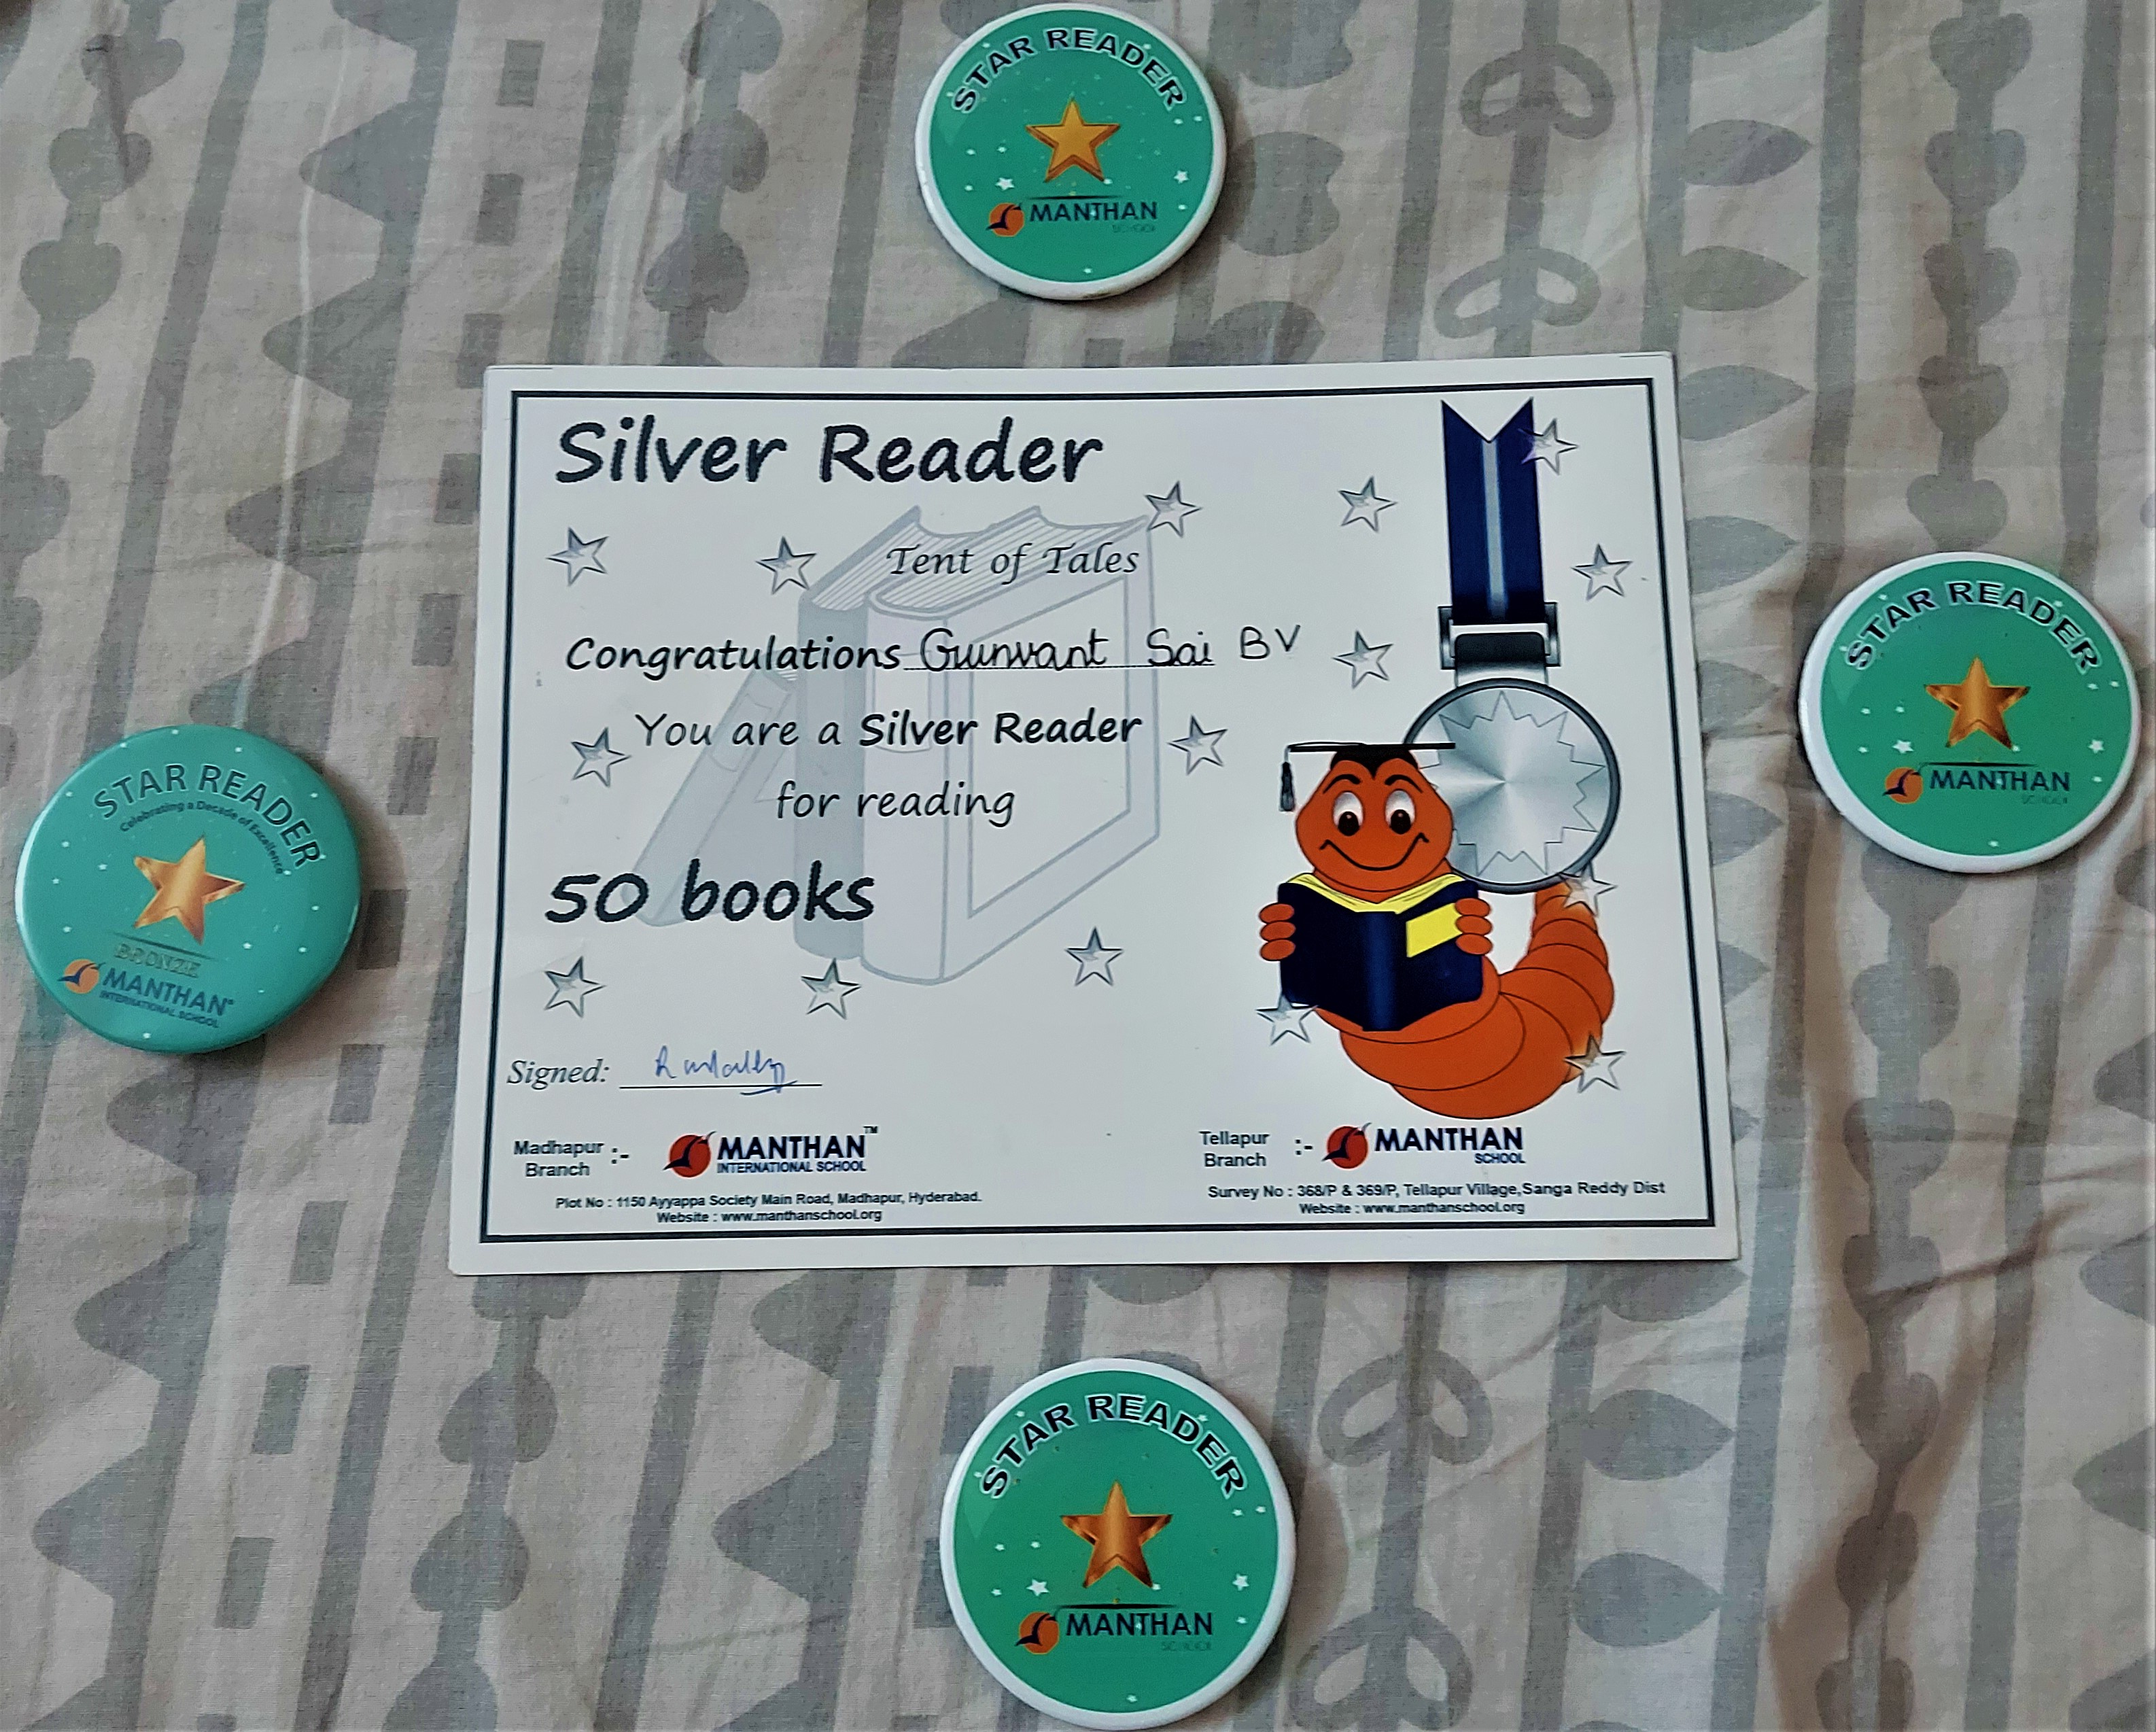 STAR READER
MANTHAN
SCHOOL
Silver Reader
Tent of Tales
Congratulations Gunvant Sai BV
You are a Silver Reader
for reading
50 books
Signed:
Madhapur Branch :- MANTHAN™
INTERNATIONAL SCHOOL
Plot No : 1150 Ayyappa Society Main Road, Madhapur, Hyderabad.
Website : www.manthanschool.org
Tellapur Branch :- MANTHAN
SCHOOL
Survey No : 368/P & 369/P, Tellapur Village,Sanga Reddy Dist
Website : www.manthanschool.org
STAR READER
MANTHAN
SCHOOL
STAR READER
Celebrating a Decade of Excellence
BRONZE
MANTHAN
INTERNATIONAL SCHOOL
STAR READER
MANTHAN
SCHOOL